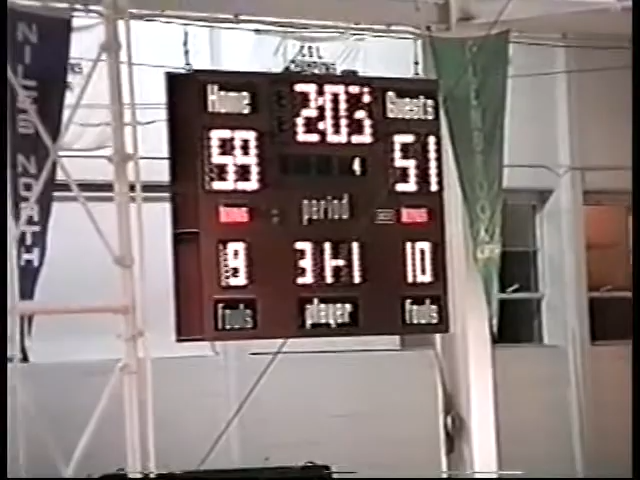 NILES NORTH
CSL
Home 2:03 Guests
59 4 51
BONUS period BONUS
9 31-1 10
fouls player fouls